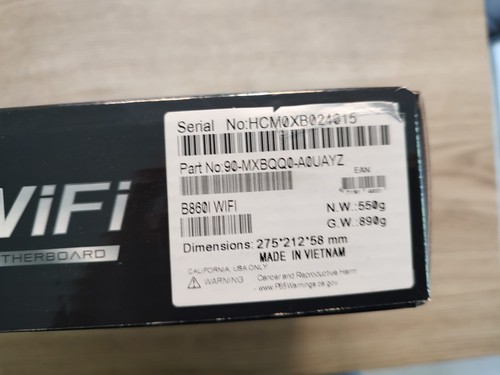 WiFi
THERBOARD
Serial No:HCM0XB024015
Part No:90-MXBQQ0-A0UAYZ
EAN
B860I WIFI
N.W.:550g
G.W.:890g
Dimensions: 275*212*58 mm
MADE IN VIETNAM
CALIFORNIA, USA ONLY
WARNING Cancer and Reproductive Harm
- www.P65Warnings.ca.gov